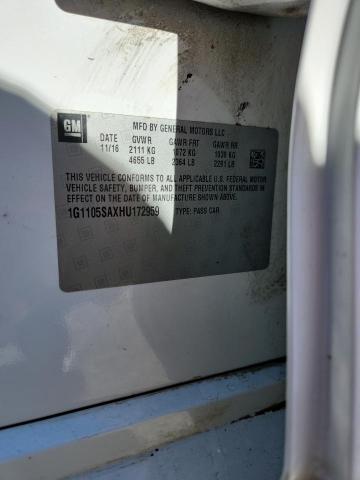 GM
MFD BY GENERAL MOTORS LLC
DATE GVWR GAWR FRT GAWR RR
11/16 2111 KG 1072 KG 1039 KG
4655 LB 2364 LB 2291 LB
THIS VEHICLE CONFORMS TO ALL APPLICABLE U.S. FEDERAL MOTOR
VEHICLE SAFETY, BUMPER, AND THEFT PREVENTION STANDARDS IN
EFFECT ON THE DATE OF MANUFACTURE SHOWN ABOVE.
1G1105SAXHU172959 TYPE: PASS CAR